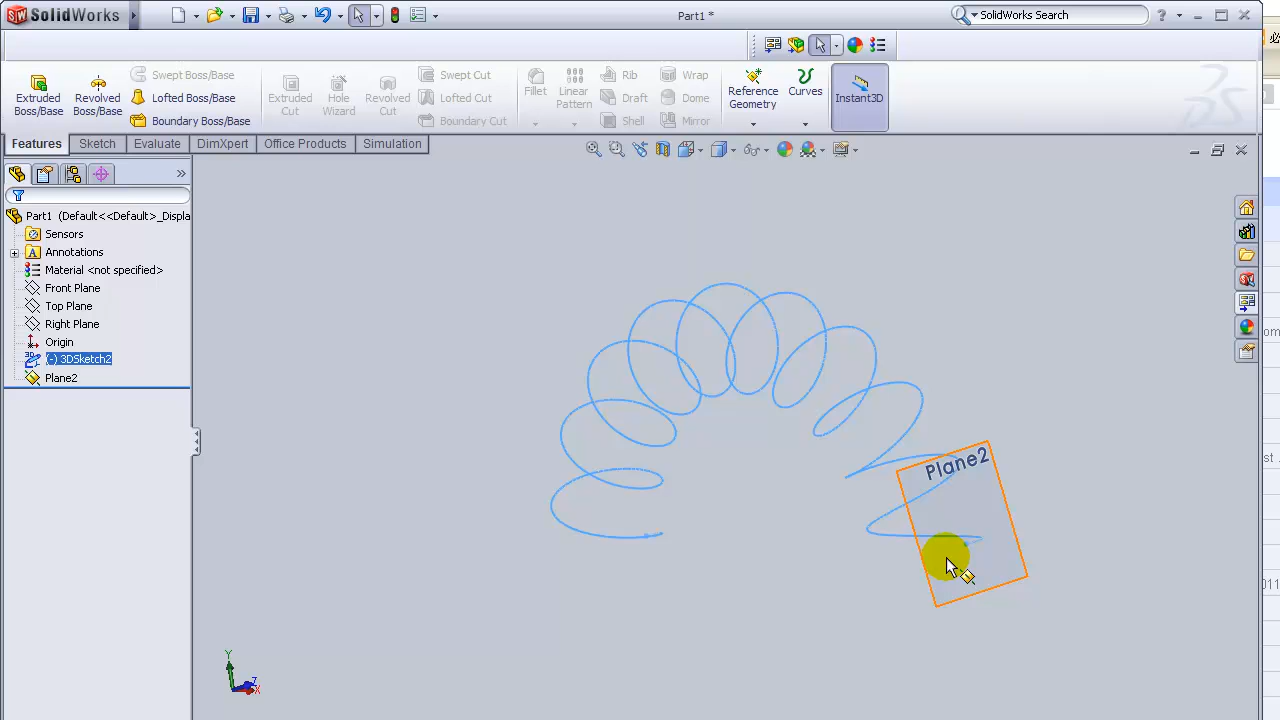 SolidWorks
Part1 *
SolidWorks Search
?
Extruded Boss/Base
Revolved Boss/Base
Swept Boss/Base
Lofted Boss/Base
Boundary Boss/Base
Extruded Cut
Hole Wizard
Revolved Cut
Swept Cut
Lofted Cut
Boundary Cut
Fillet
Linear Pattern
Rib
Draft
Shell
Wrap
Dome
Mirror
Reference Geometry
Curves
Instant3D
Features
Sketch
Evaluate
DimXpert
Office Products
Simulation
Part1 (Default<<Default>_Displa
Sensors
Annotations
Material <not specified>
Front Plane
Top Plane
Right Plane
Origin
(-) 3DSketch2
Plane2
Plane2
Y
Z
X